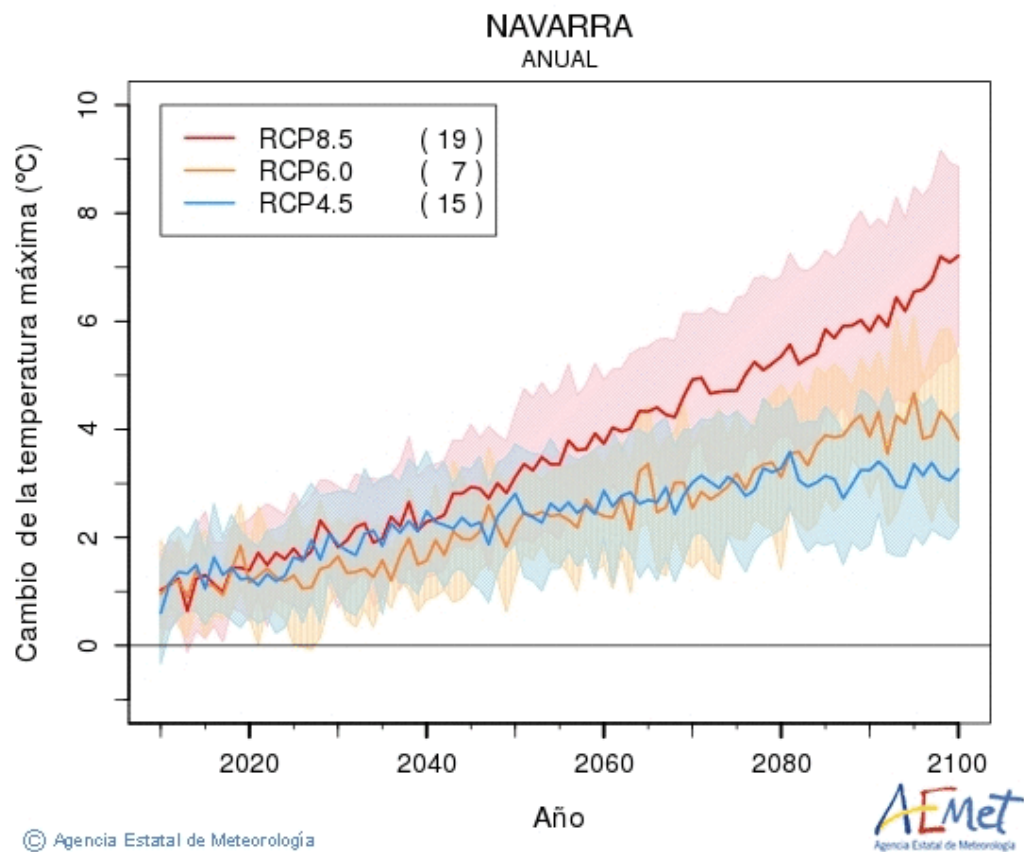 NAVARRA
ANUAL
Cambio de la temperatura máxima (°C)
10
8
6
4
2
0
RCP8.5 ( 19 )
RCP6.0 ( 7 )
RCP4.5 ( 15 )
2020 2040 2060 2080 2100
Año
© Agencia Estatal de Meteorología
AEMet
Agencia Estatal de Meteorología